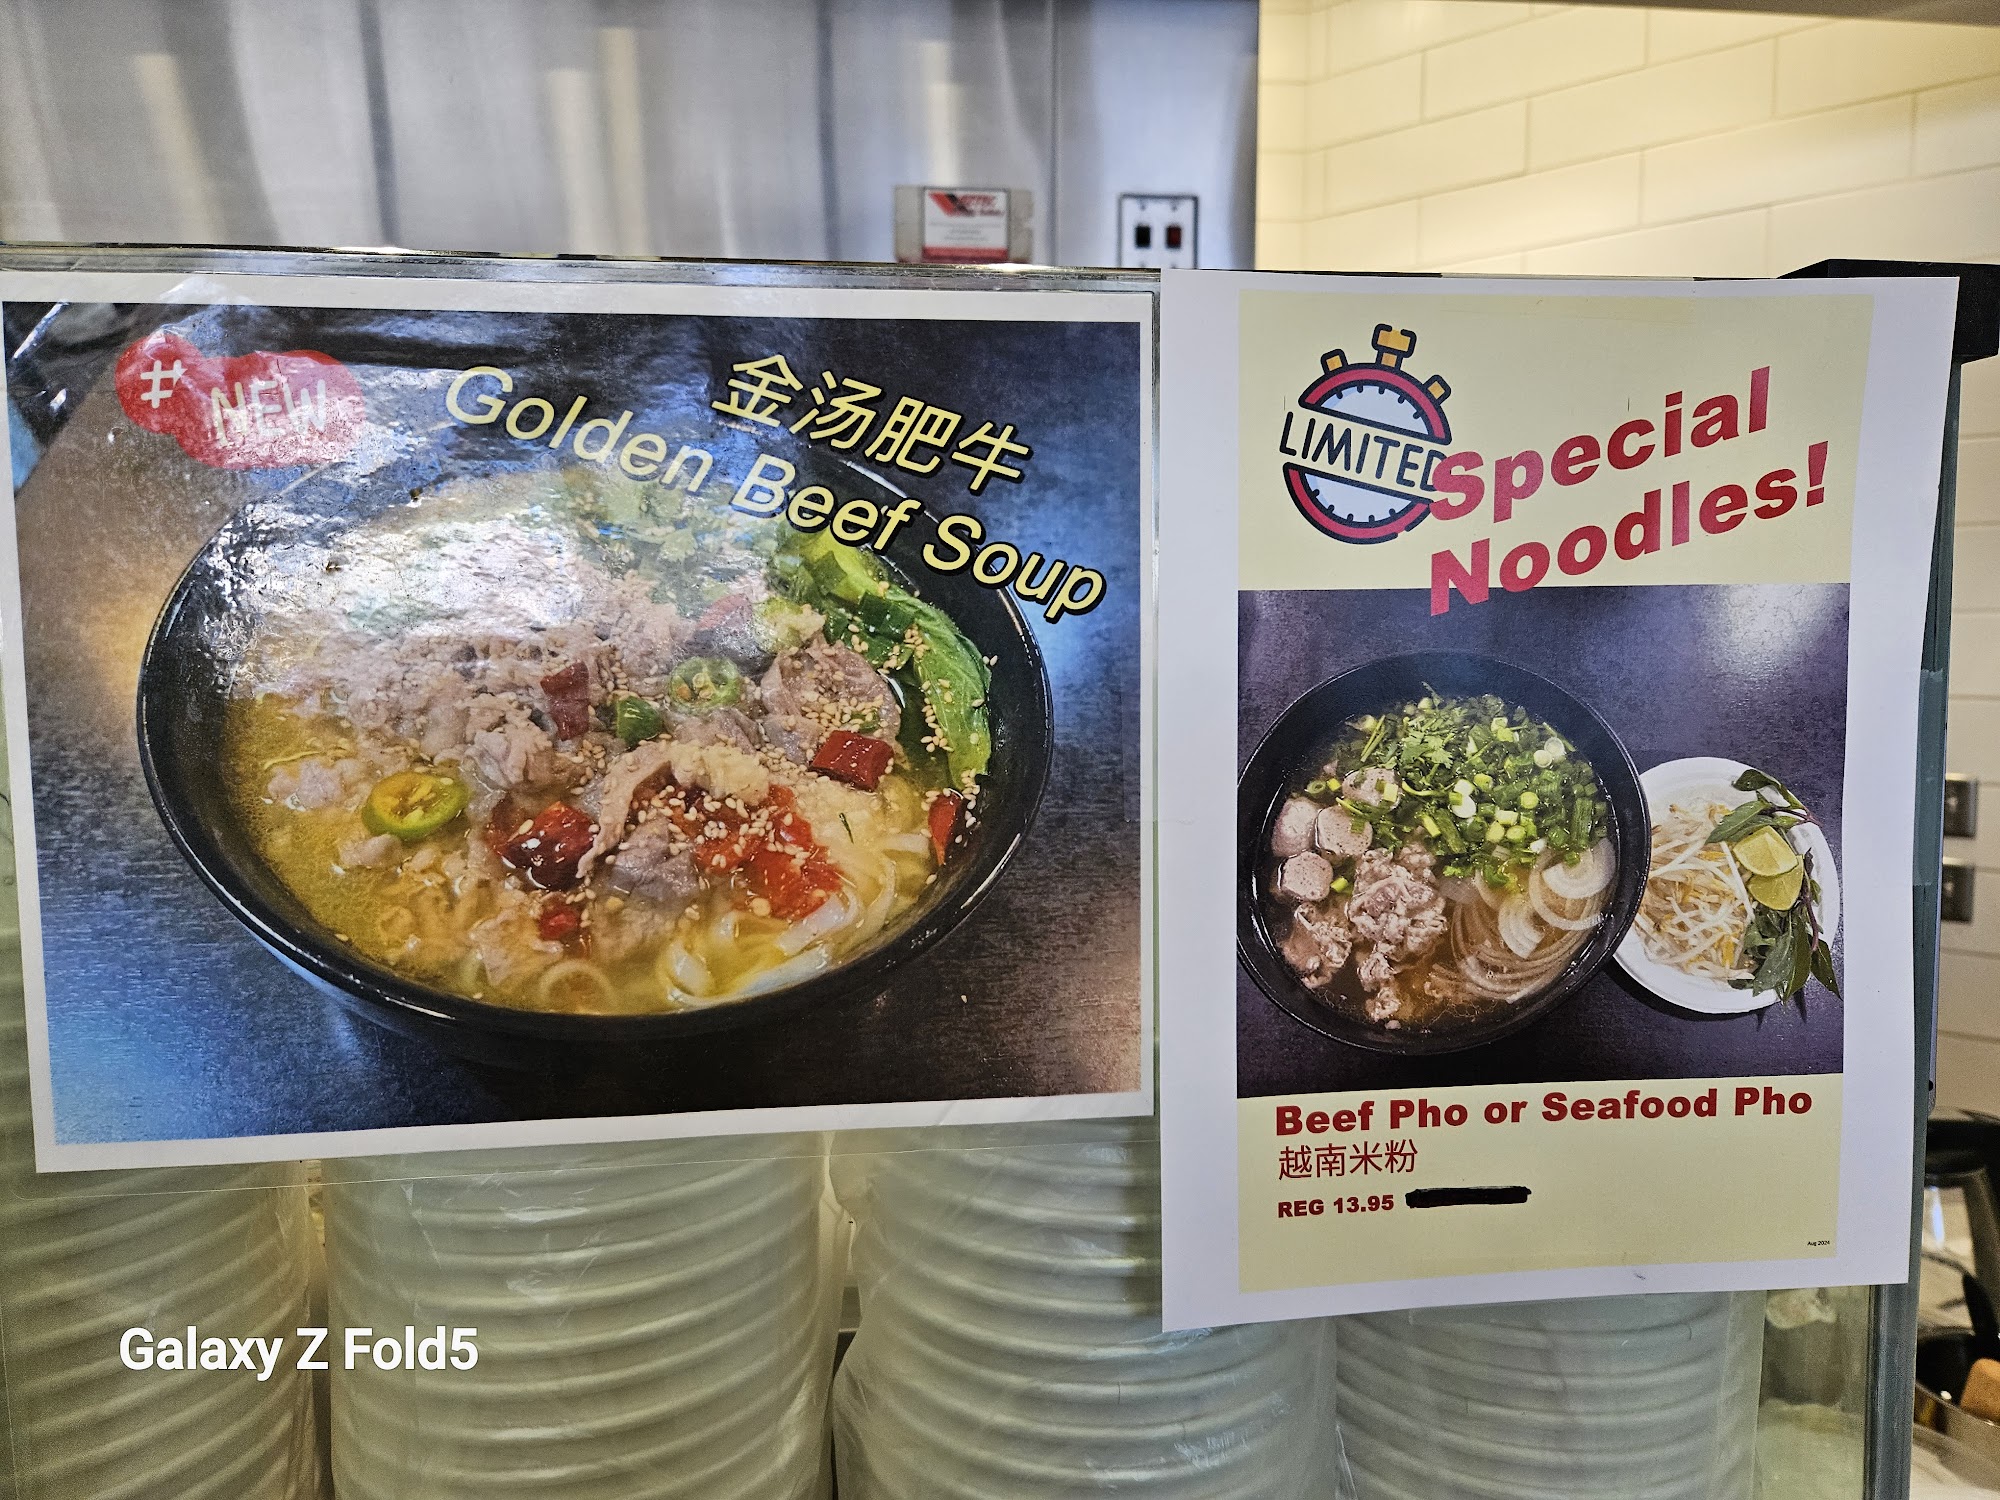 # NEW
金汤肥牛
Golden Beef Soup
LIMITED
Special
Noodles!
Beef Pho or Seafood Pho
越南米粉
REG 13.95
Aug 2024
Galaxy Z Fold5